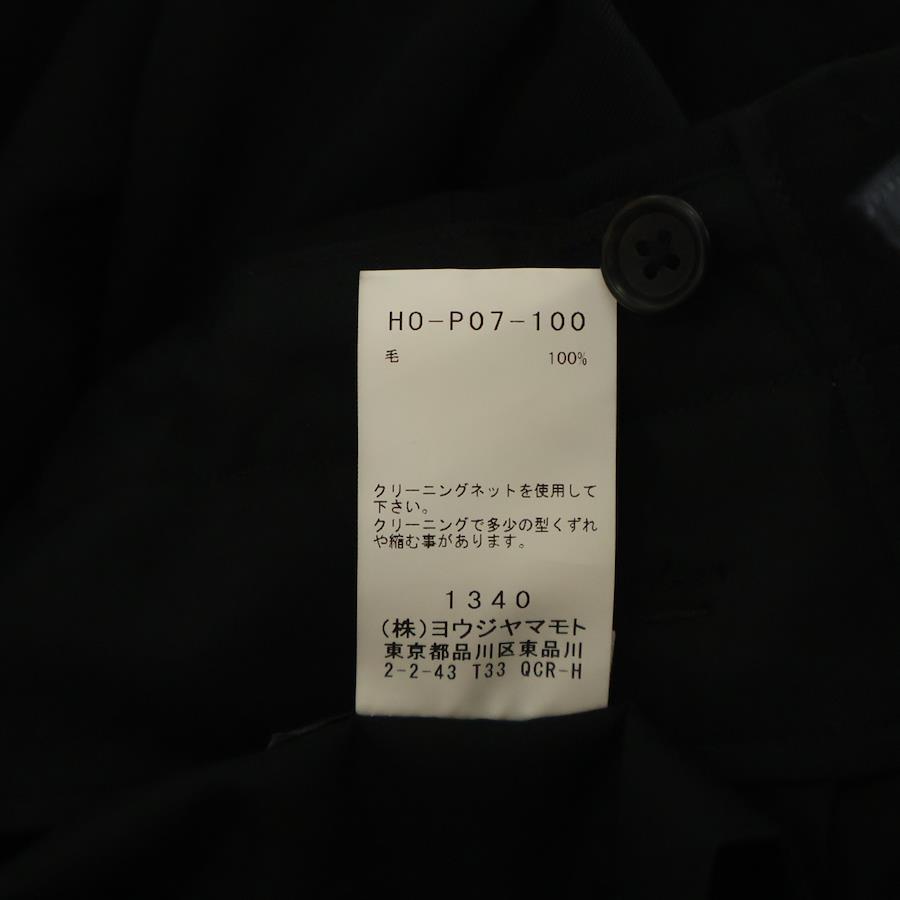 HO-P07-100
毛 100%
クリーニングネットを使用して
下さい。
クリーニングで多少の型くずれ
や縮む事があります。
1340
(株)ヨウジヤマモト
東京都品川区東品川
2-2-43 T33 QCR-H